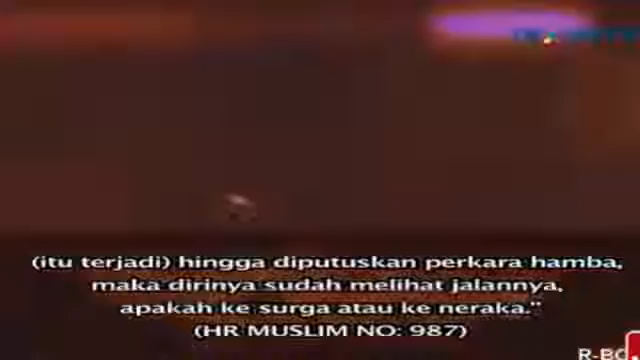 (itu terjadi) hingga diputuskan perkara hamba,
maka dirinya sudah melihat jalannya,
apakah ke surga atau ke neraka."
(HR MUSLIM NO: 987)
R-BO